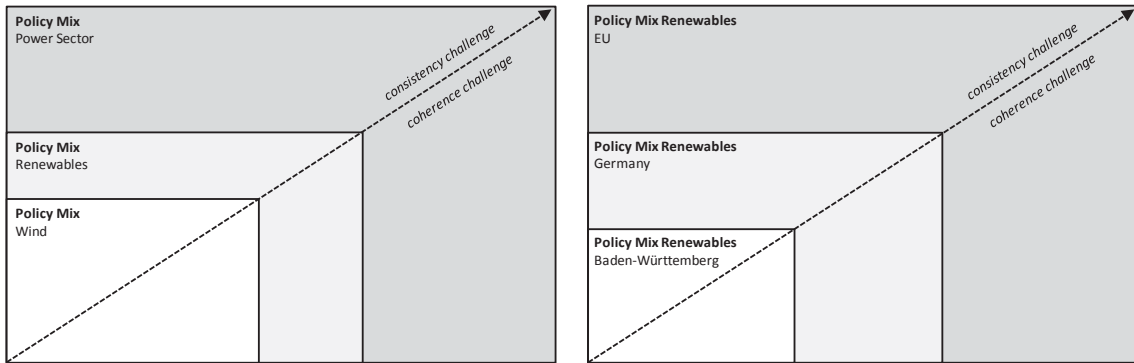 Policy Mix
Power Sector
consistency challenge
coherence challenge
Policy Mix
Renewables
Policy Mix
Wind
Policy Mix Renewables
EU
consistency challenge
coherence challenge
Policy Mix Renewables
Germany
Policy Mix Renewables
Baden-Württemberg